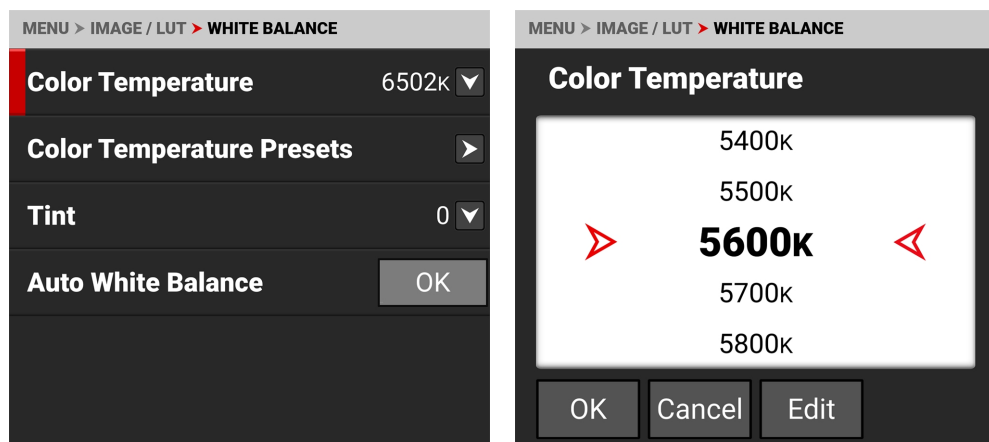 MENU > IMAGE / LUT > WHITE BALANCE
Color Temperature 6502K
Color Temperature Presets
Tint 0
Auto White Balance OK
MENU > IMAGE / LUT > WHITE BALANCE
Color Temperature
5400K
5500K
5600K
5700K
5800K
OK Cancel Edit